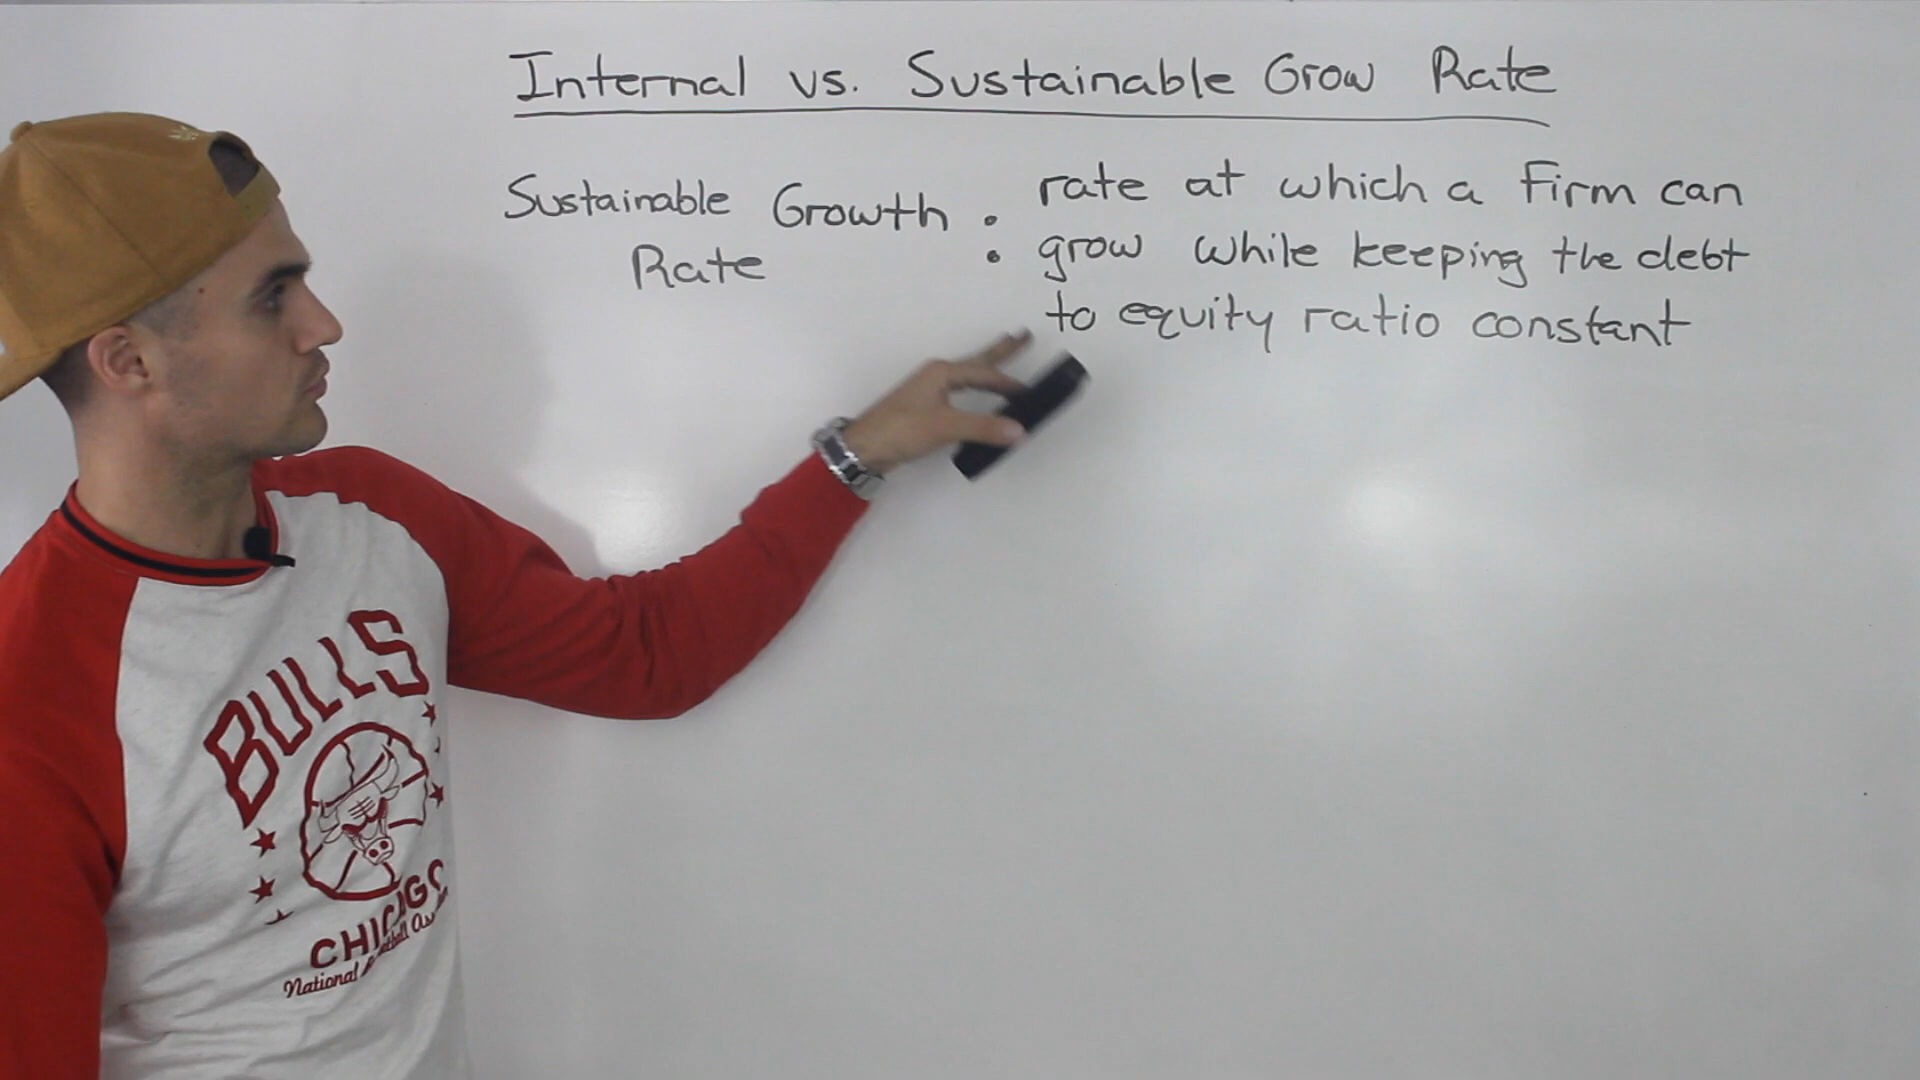 Internal vs. Sustainable Grow Rate
Sustainable Growth
Rate
: rate at which a firm can
grow while keeping the debt
to equity ratio constant
BULLS
CHICAGO
National